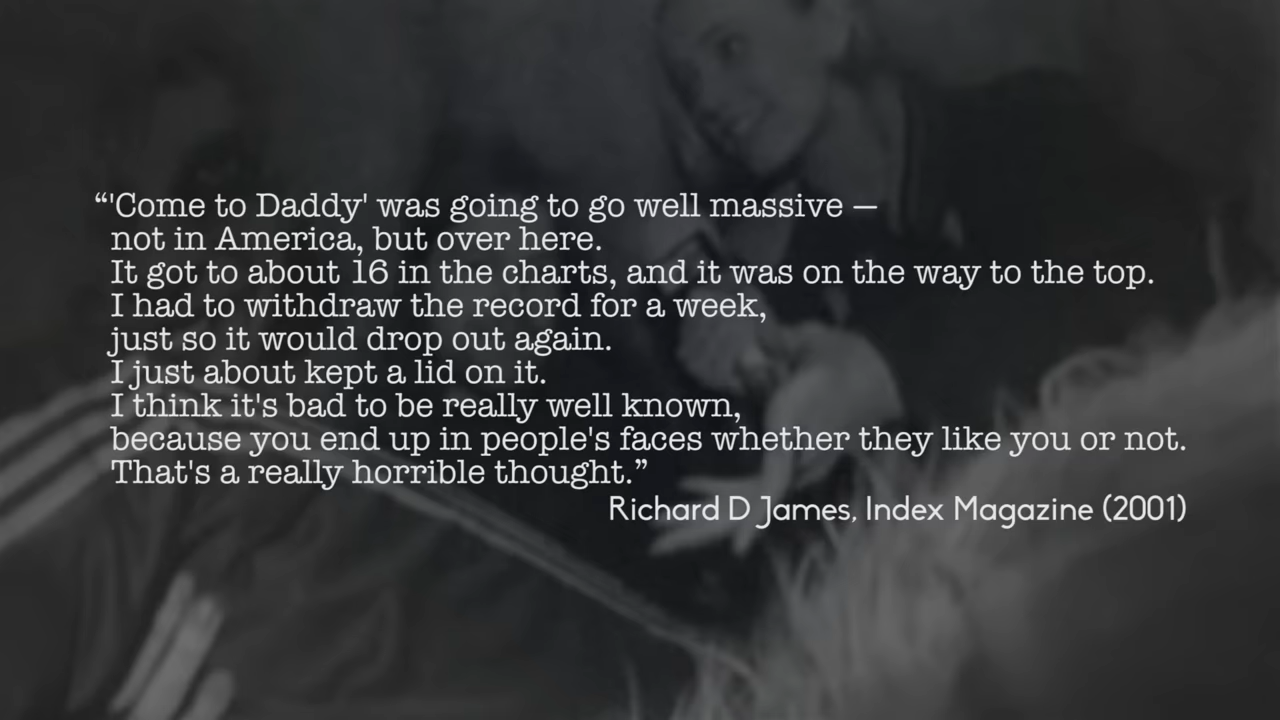 “'Come to Daddy' was going to go well massive –
not in America, but over here.
It got to about 16 in the charts, and it was on the way to the top.
I had to withdraw the record for a week,
just so it would drop out again.
I just about kept a lid on it.
I think it's bad to be really well known,
because you end up in people's faces whether they like you or not.
That's a really horrible thought.”
Richard D James, Index Magazine (2001)